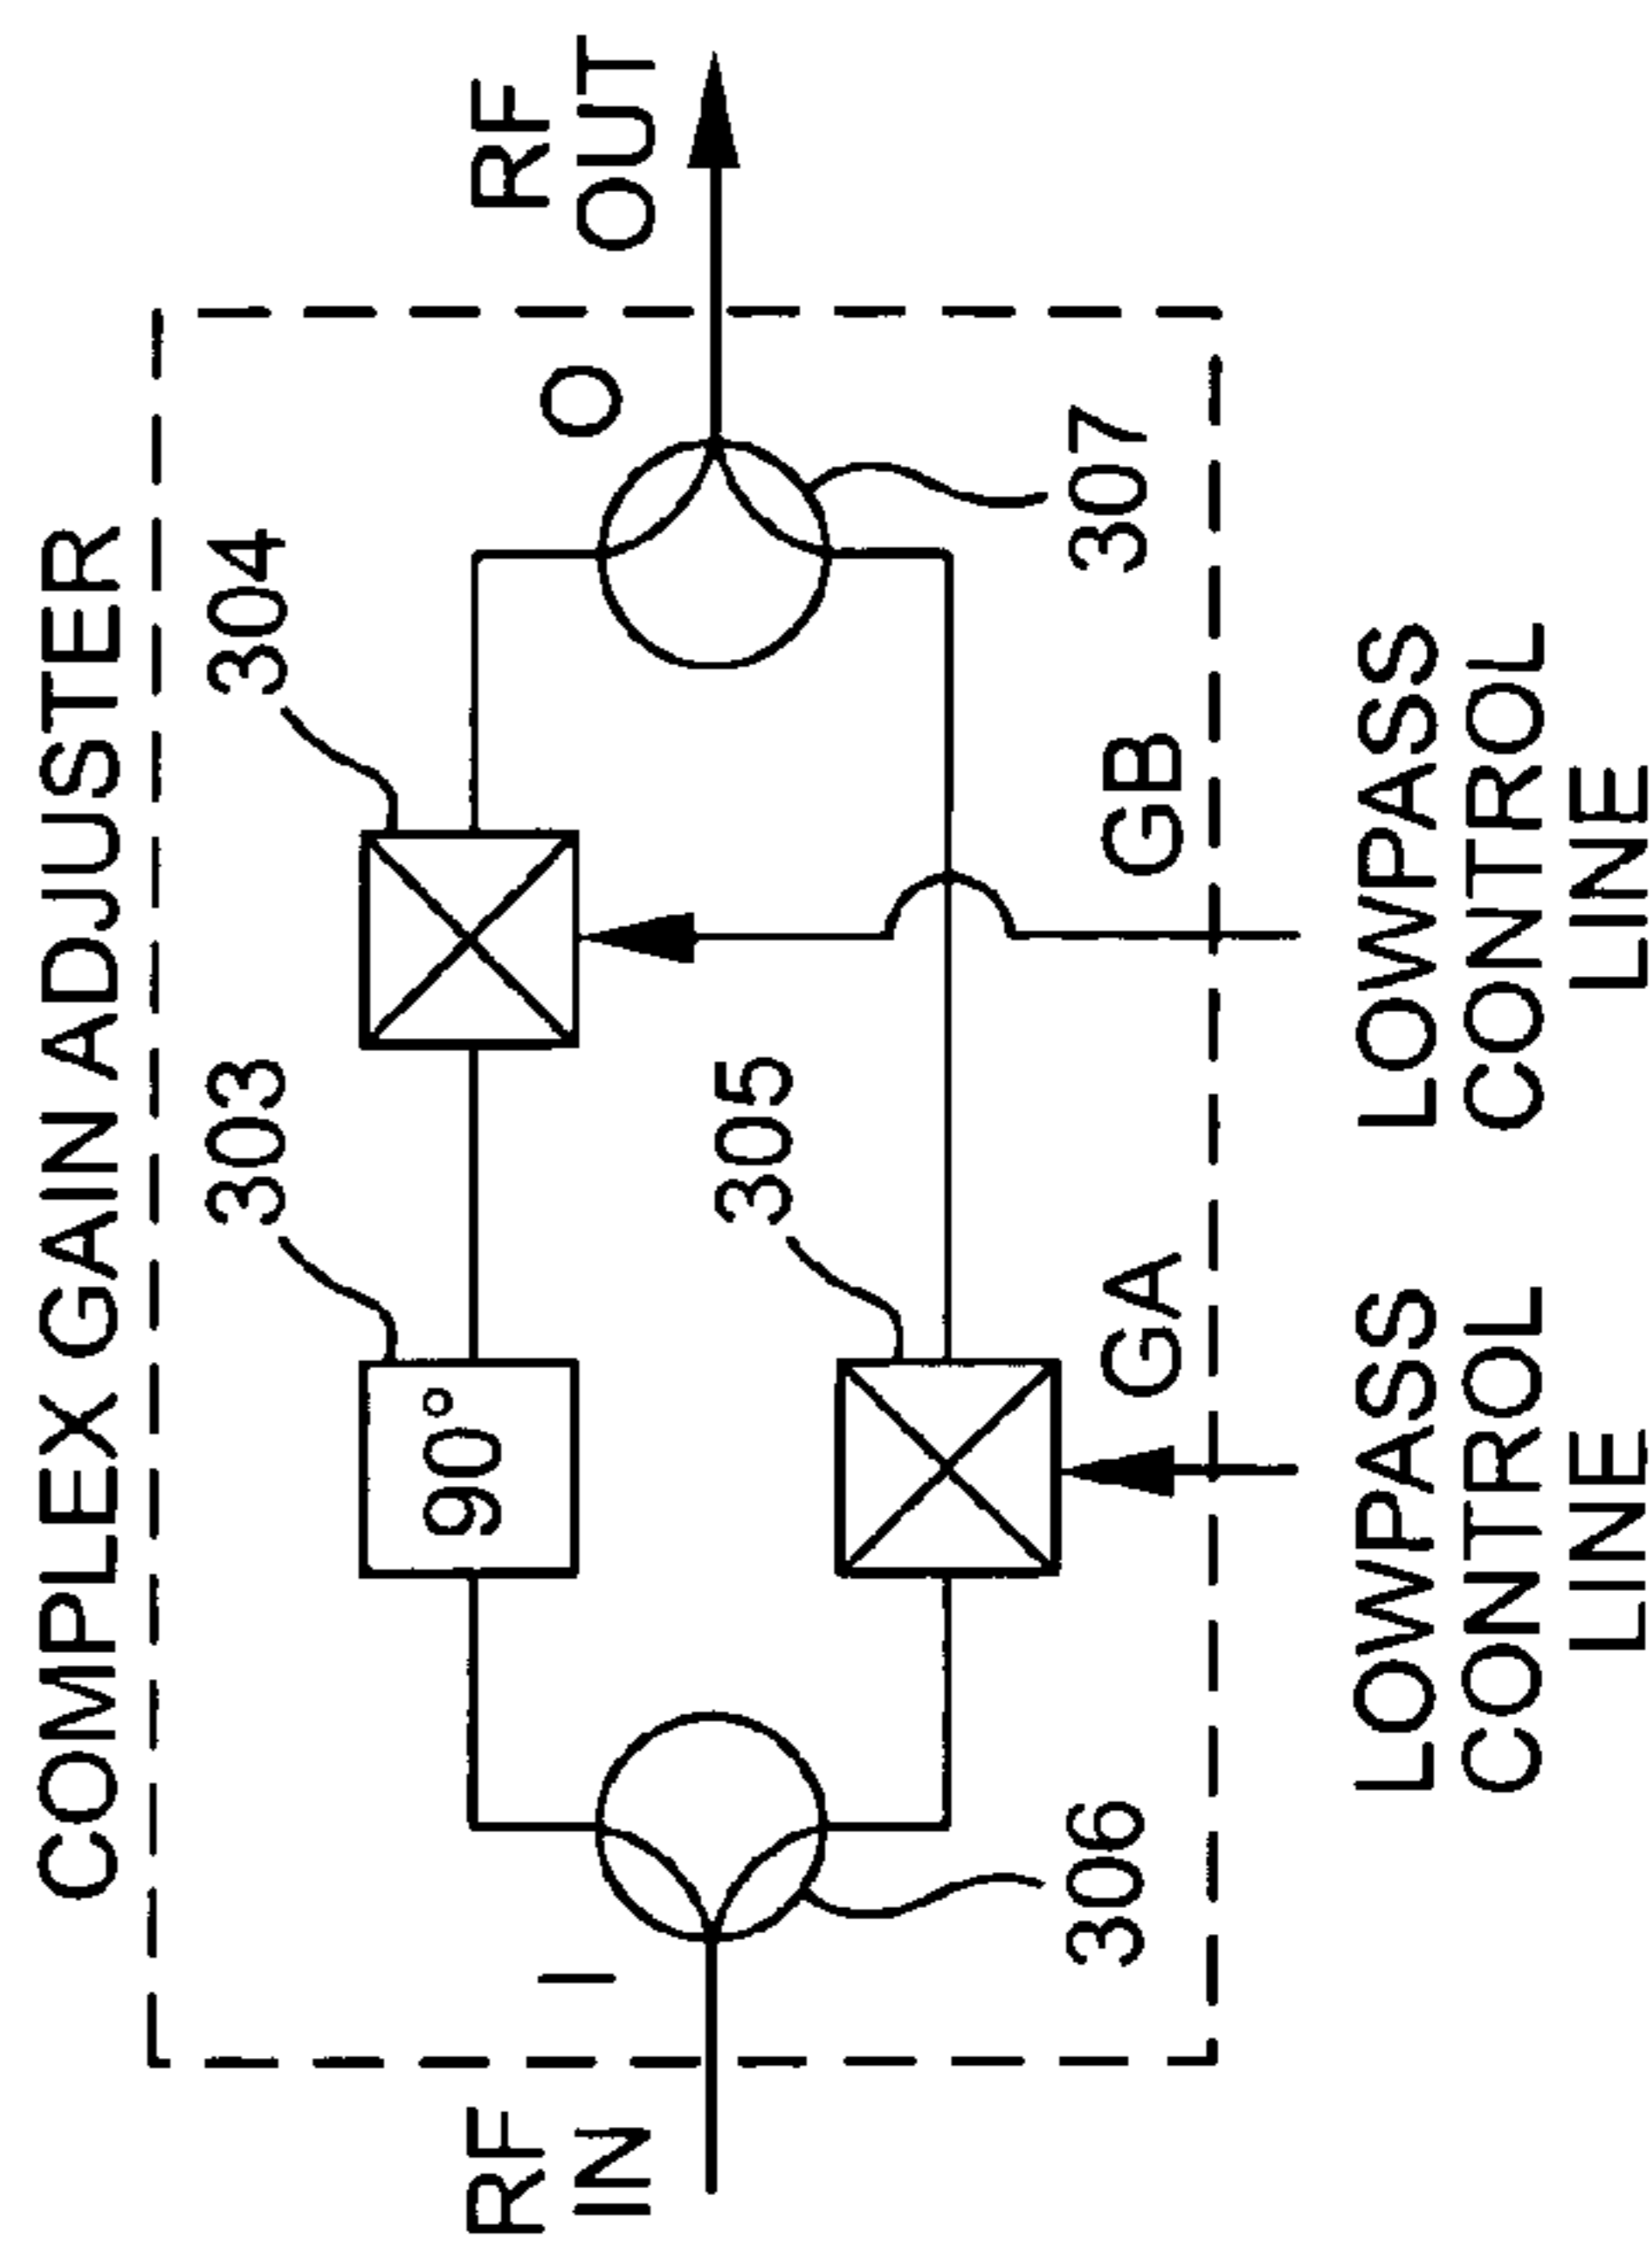 COMPLEX GAIN ADJUSTER
303
304
90°
RF
IN
I
O
RF
OUT
305
306
GA
GB
307
LOWPASS
CONTROL
LINE
LOWPASS
CONTROL
LINE